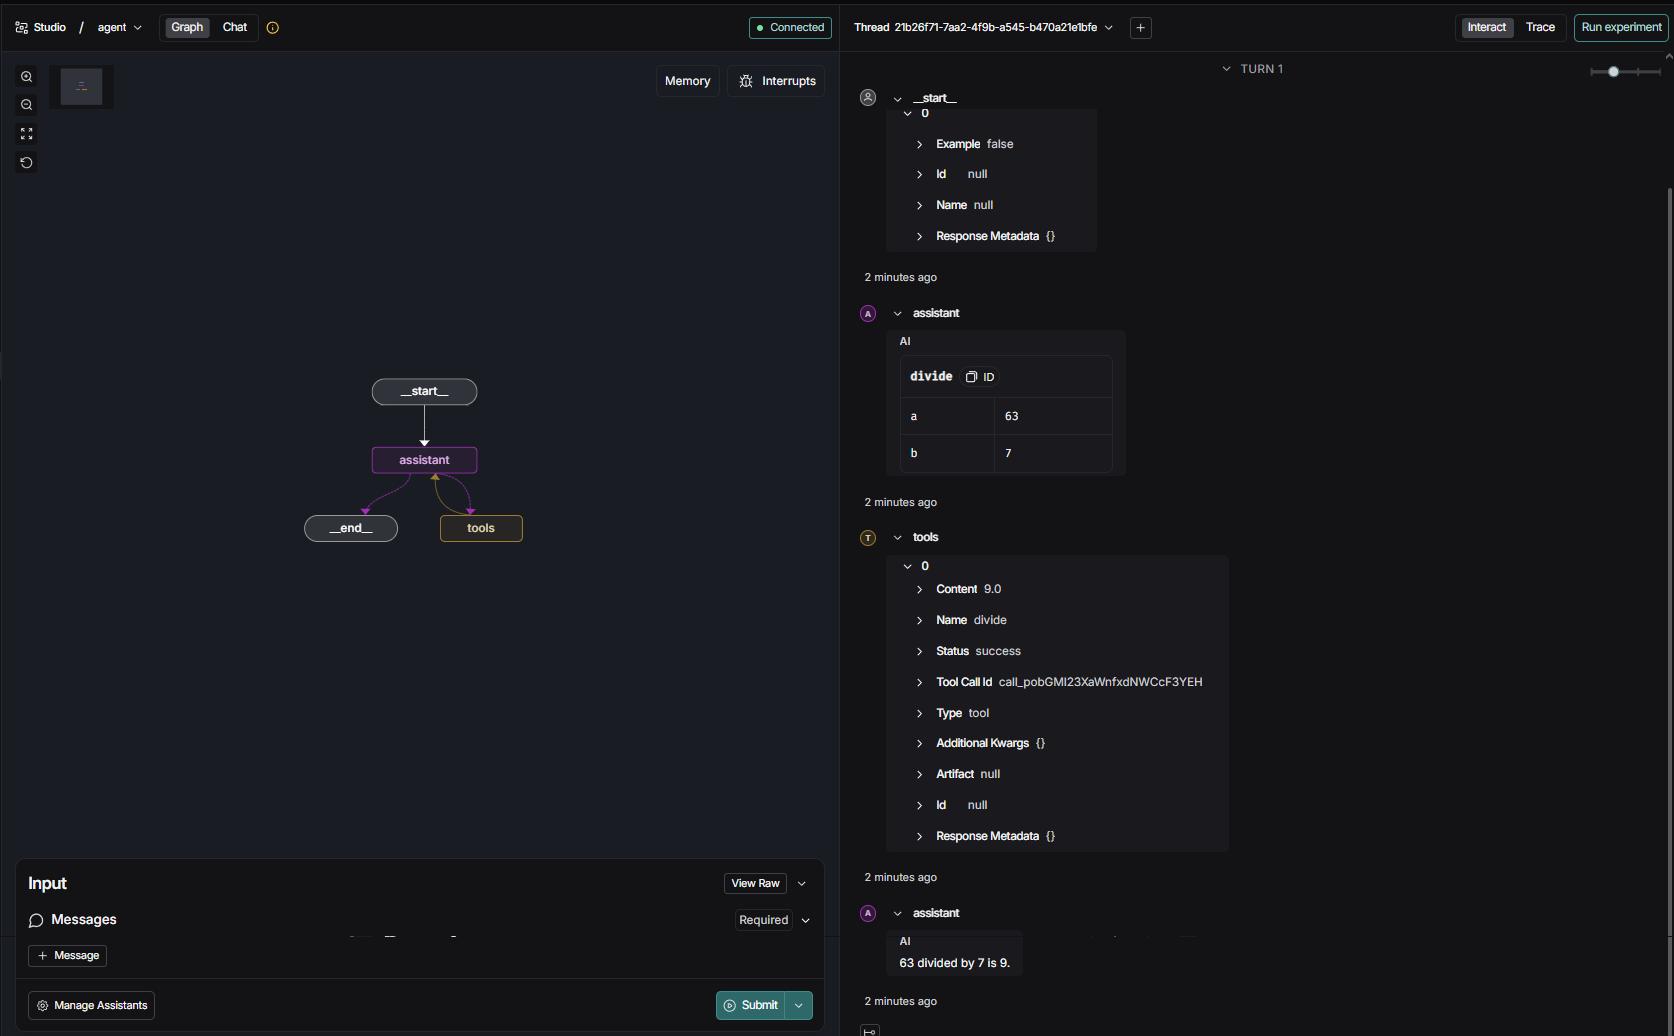 Studio / agent Graph Chat Connected
Memory Interrupts
__start__
assistant
__end__ tools
Input View Raw
Messages Required
+ Message
Manage Assistants Submit
Thread 21b26f71-7aa2-4f9b-a545-b470a21e1bfe + Interact Trace Run experiment
TURN 1
__start__
0
Example false
Id null
Name null
Response Metadata {}
2 minutes ago
A assistant
AI
divide ID
a 63
b 7
2 minutes ago
T tools
0
Content 9.0
Name divide
Status success
Tool Call Id call_pobGMI23XaWnfxdNWCcF3YEH
Type tool
Additional Kwargs {}
Artifact null
Id null
Response Metadata {}
2 minutes ago
A assistant
AI
63 divided by 7 is 9.
2 minutes ago